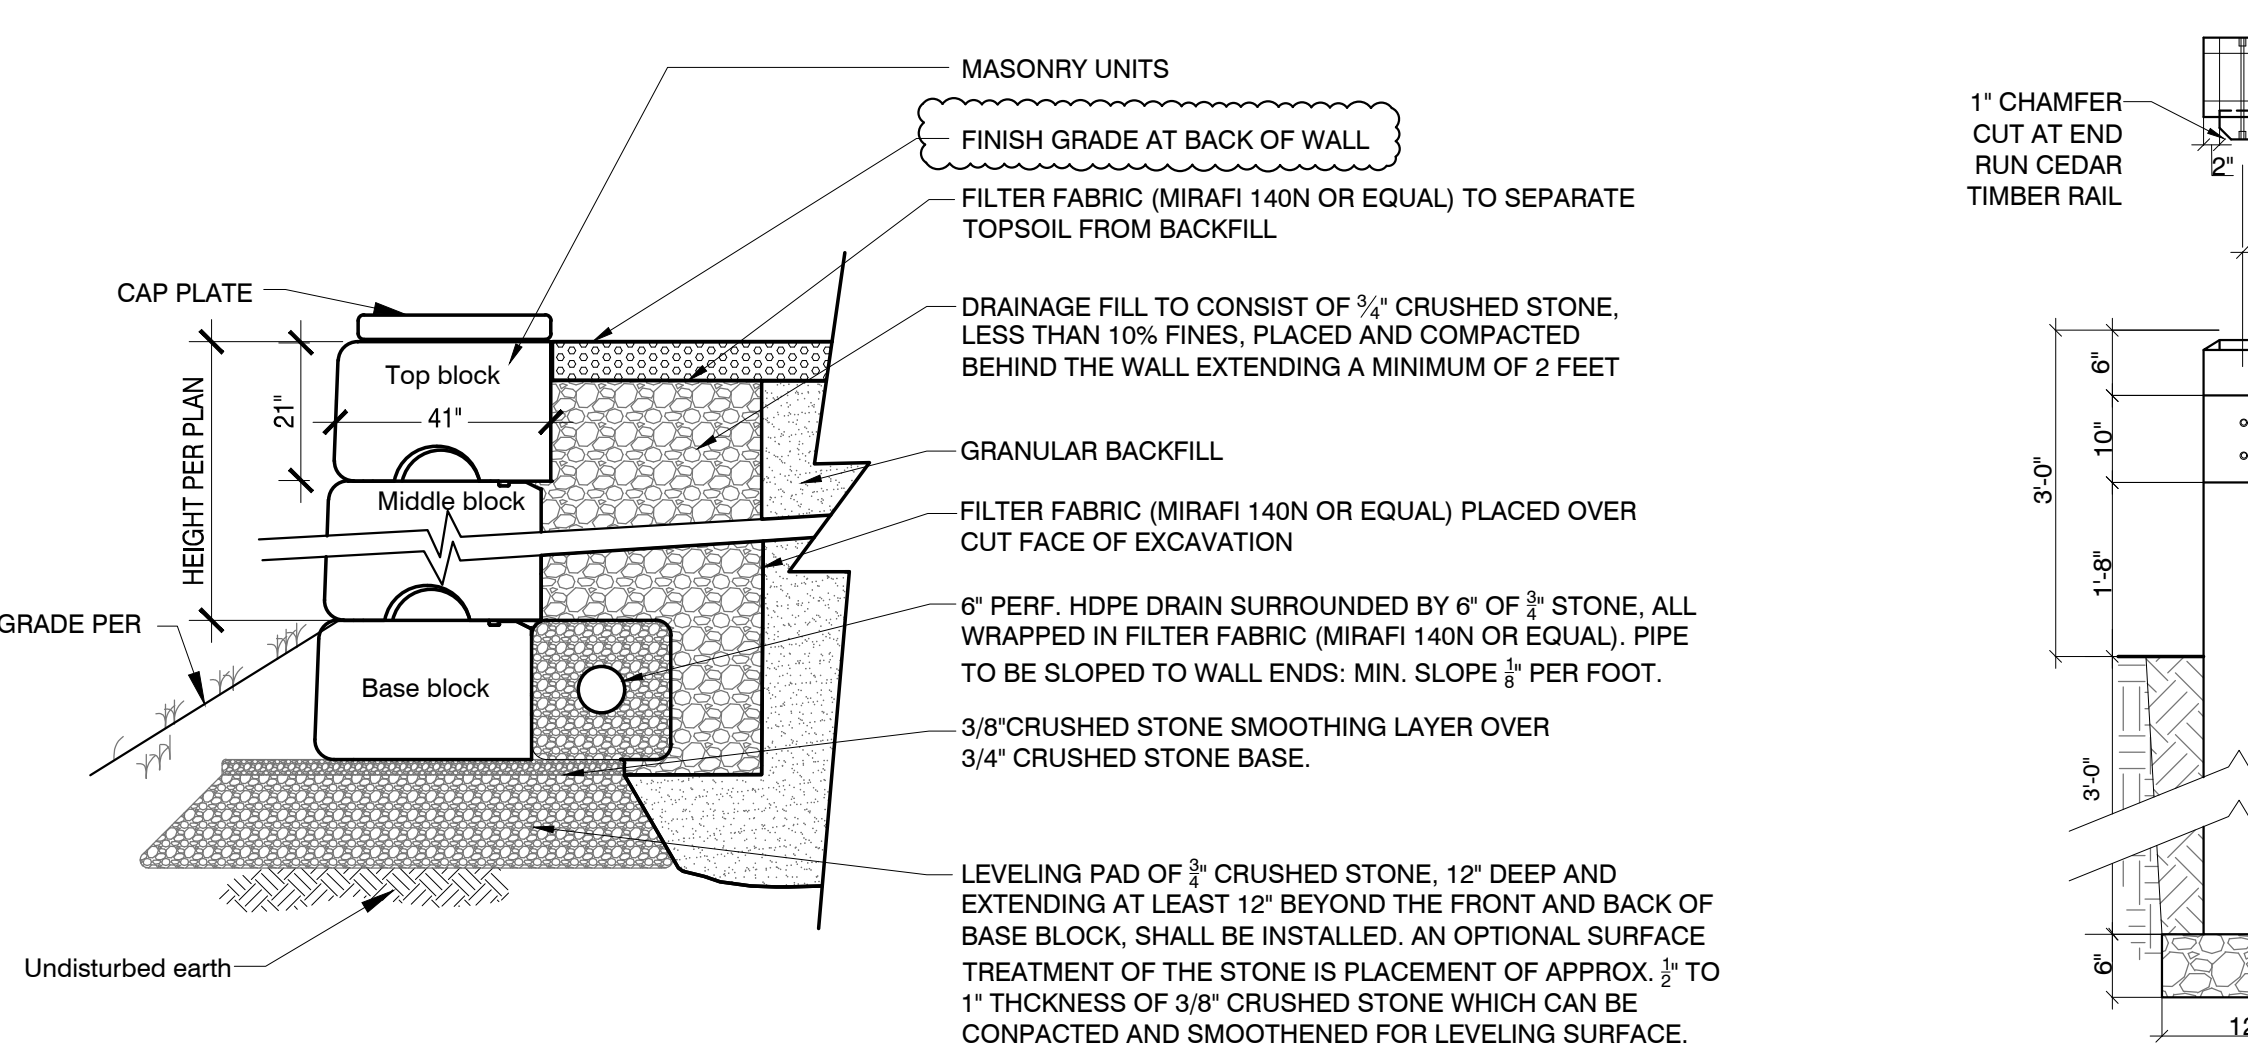 MASONRY UNITS
FINISH GRADE AT BACK OF WALL
FILTER FABRIC (MIRAFI 140N OR EQUAL) TO SEPARATE
TOPSOIL FROM BACKFILL
CAP PLATE
DRAINAGE FILL TO CONSIST OF 3/4" CRUSHED STONE,
LESS THAN 10% FINES, PLACED AND COMPACTED
BEHIND THE WALL EXTENDING A MINIMUM OF 2 FEET
Top block
41"
21"
HEIGHT PER PLAN
GRANULAR BACKFILL
Middle block
FILTER FABRIC (MIRAFI 140N OR EQUAL) PLACED OVER
CUT FACE OF EXCAVATION
GRADE PER
6" PERF. HDPE DRAIN SURROUNDED BY 6" OF 3/4" STONE, ALL
WRAPPED IN FILTER FABRIC (MIRAFI 140N OR EQUAL). PIPE
TO BE SLOPED TO WALL ENDS: MIN. SLOPE 1/8" PER FOOT.
Base block
3/8"CRUSHED STONE SMOOTHING LAYER OVER
3/4" CRUSHED STONE BASE.
LEVELING PAD OF 3/4" CRUSHED STONE, 12" DEEP AND
EXTENDING AT LEAST 12" BEYOND THE FRONT AND BACK OF
BASE BLOCK, SHALL BE INSTALLED. AN OPTIONAL SURFACE
TREATMENT OF THE STONE IS PLACEMENT OF APPROX. 1/2" TO
1" THCKNESS OF 3/8" CRUSHED STONE WHICH CAN BE
CONPACTED AND SMOOTHENED FOR LEVELING SURFACE.
Undisturbed earth
1" CHAMFER
CUT AT END
RUN CEDAR
TIMBER RAIL
2"
6"
10"
3'-0"
1'-8"
3'-0"
6"
12